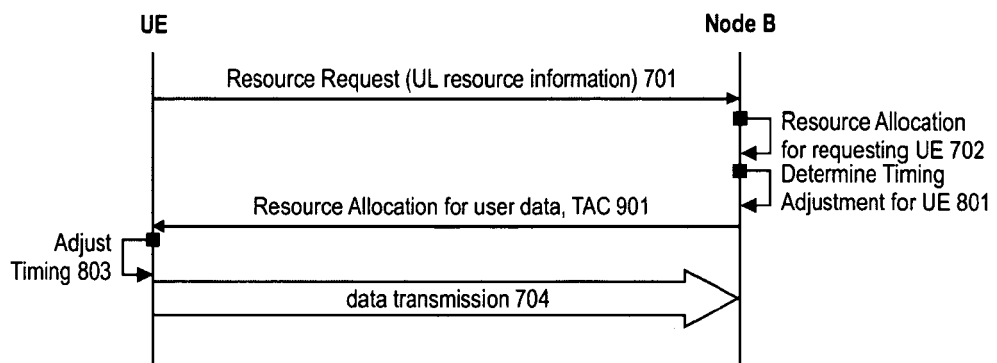 UE
Node B
Resource Request (UL resource information) 701
Resource Allocation
for requesting UE 702
Determine Timing
Adjustment for UE 801
Resource Allocation for user data, TAC 901
Adjust
Timing 803
data transmission 704